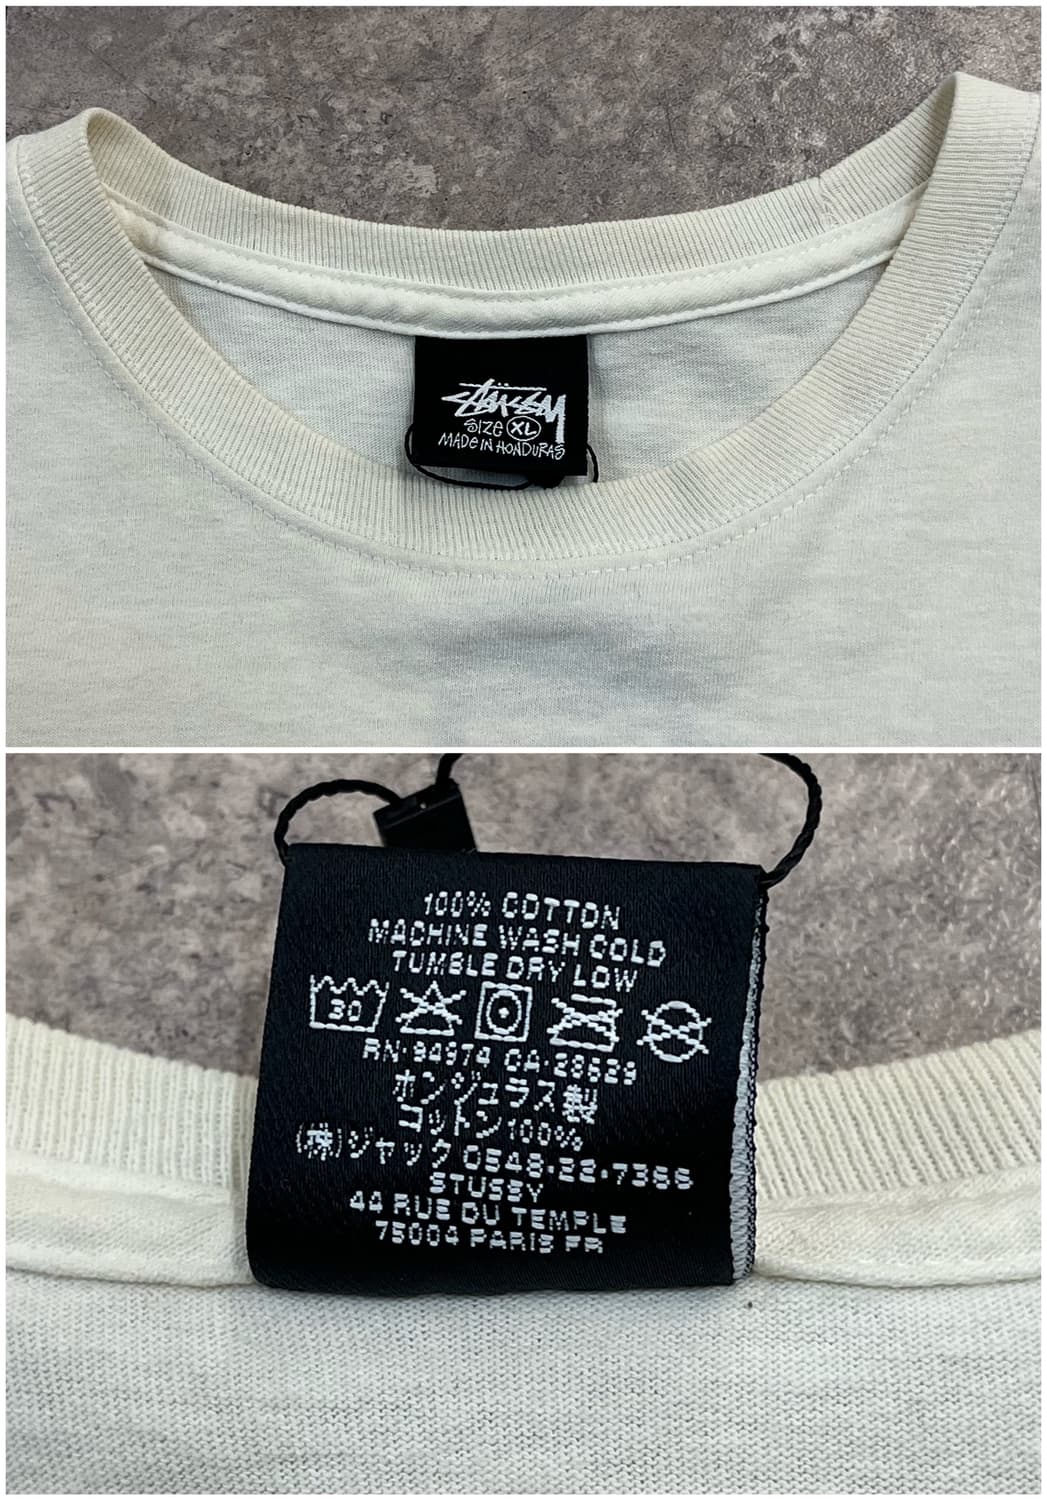 STÜSSY
SIZE XL
MADE IN HONDURAS
100% COTTON
MACHINE WASH COLD
TUMBLE DRY LOW
30
RN·94974 CA·28529
ホンジュラス製
コットン100%
(株)ジャック 0548·22·7366
STUSSY
44 RUE DU TEMPLE
75004 PARIS FR